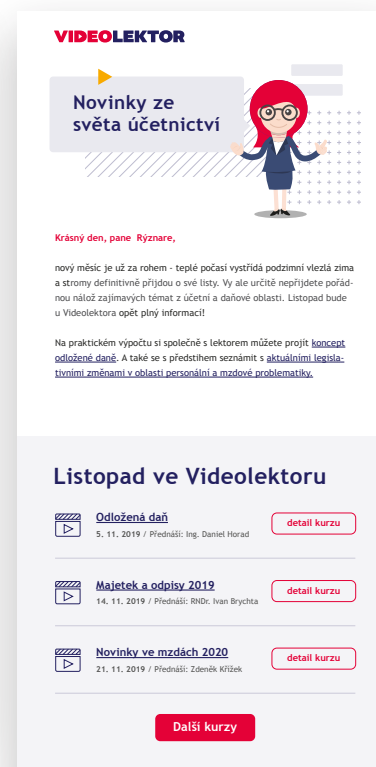 VIDEOLEKTOR
Novinky ze
světa účetnictví
Krásný den, pane Rýznare,
nový měsíc je už za rohem - teplé počasí vystřídá podzimní vlezlá zima
a stromy definitivně přijdou o své listy. Vy ale určitě nepřijdete pořád-
nou nálož zajímavých témat z účetní a daňové oblasti. Listopad bude
u Videolektora opět plný informací!
Na praktickém výpočtu si společně s lektorem můžete projít koncept
odložené daně. A také se s předstihem seznámit s aktuálními legisla-
tivními změnami v oblasti personální a mzdové problematiky.
Listopad ve Videolektoru
Odložená daň
5. 11. 2019 / Přednáší: Ing. Daniel Horad
detail kurzu
Majetek a odpisy 2019
14. 11. 2019 / Přednáší: RNDr. Ivan Brychta
detail kurzu
Novinky ve mzdách 2020
21. 11. 2019 / Přednáší: Zdeněk Křížek
detail kurzu
Další kurzy